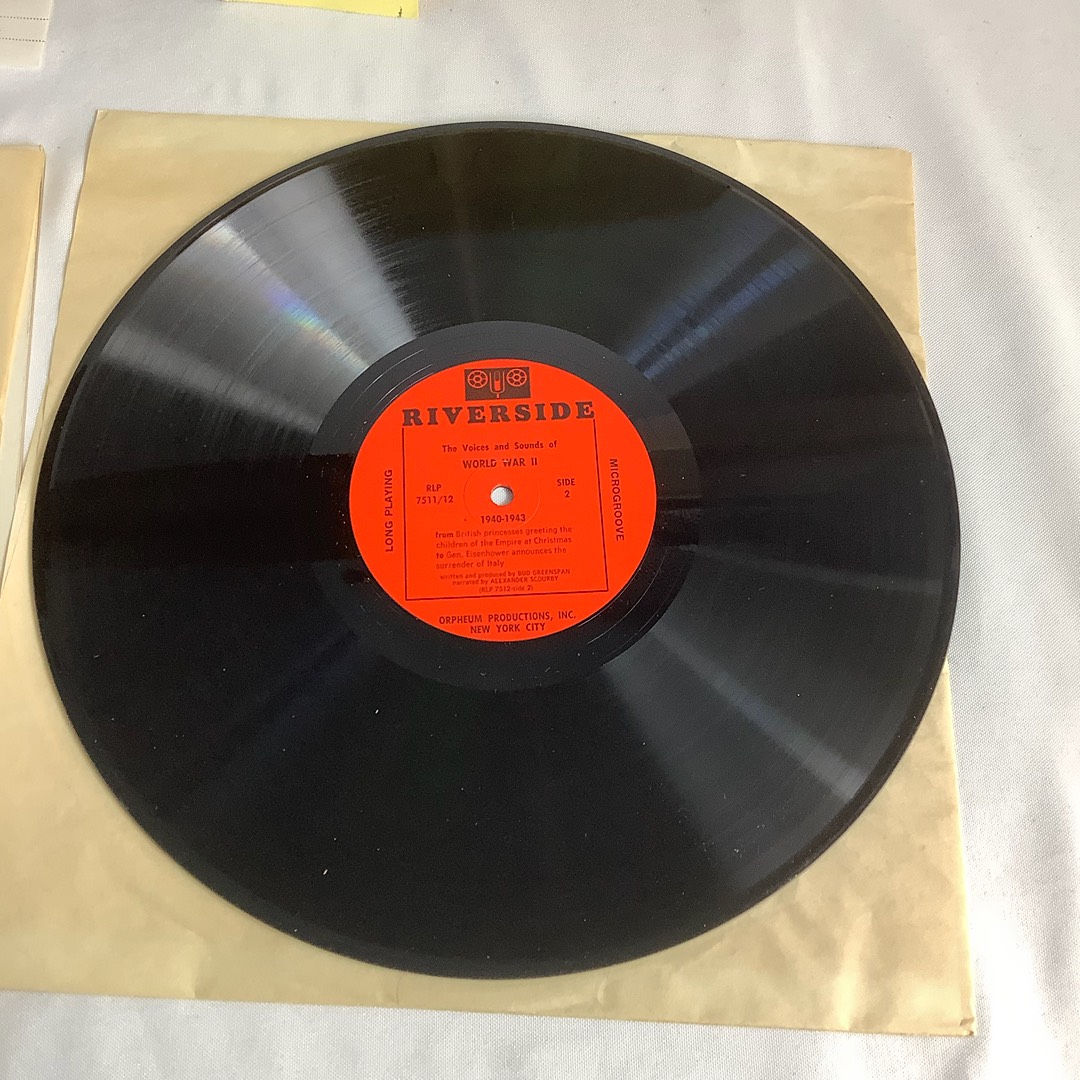 RIVERSIDE
The Voices and Sounds of
WORLD WAR II
RLP
7511/12
SIDE
2
1940-1943
from British princesses greeting the
children of the Empire at Christmas
to Gen. Eisenhower announces the
surrender of Italy
written and produced by BUD GREENSPAN
narrated by ALEXANDER SCOURBY
(RLP 7512-side 2)
LONG PLAYING
MICROGROOVE
ORPHEUM PRODUCTIONS, INC.
NEW YORK CITY